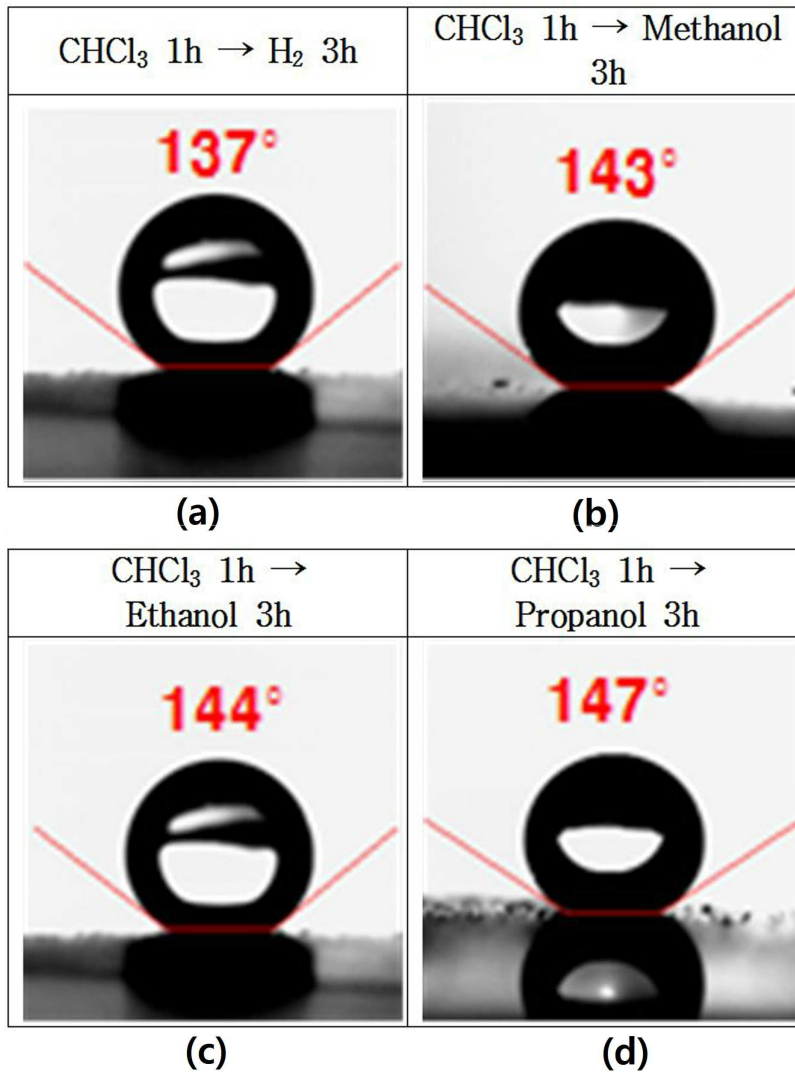 CHCl₃ 1h → H₂ 3h
CHCl₃ 1h → Methanol
3h
137°
143°
(a)
(b)
CHCl₃ 1h →
Ethanol 3h
CHCl₃ 1h →
Propanol 3h
144°
147°
(c)
(d)